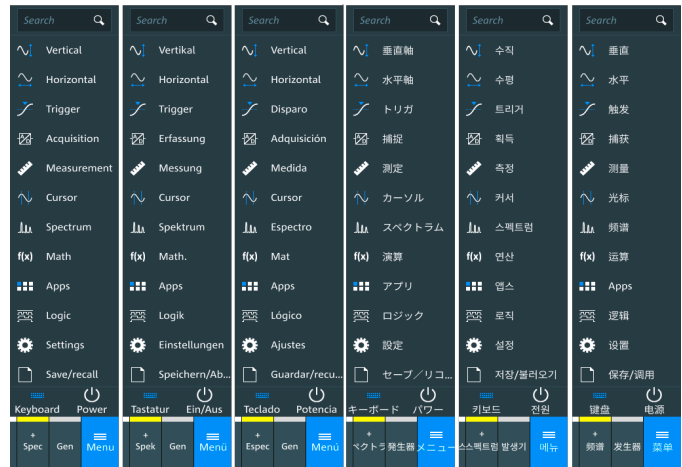 Search
Vertical
Horizontal
Trigger
Acquisition
Measurement
Cursor
Spectrum
f(x) Math
Apps
Logic
Settings
Save/recall
Keyboard Power
+
Spec Gen Menu
Search
Vertikal
Horizontal
Trigger
Erfassung
Messung
Cursor
Spektrum
f(x) Math.
Apps
Logik
Einstellungen
Speichern/Ab...
Tastatur Ein/Aus
+
Spek Gen Menü
Search
Vertical
Horizontal
Disparo
Adquisición
Medida
Cursor
Espectro
f(x) Mat
Apps
Lógico
Ajustes
Guardar/recu...
Teclado Potencia
+
Espec Gen Menú
Search
垂直軸
水平軸
トリガ
捕捉
測定
カーソル
スペクトラム
f(x) 演算
アプリ
ロジック
設定
セーブ／リコ...
キーボード パワー
+
ペクトラ 発生器 メニュー
Search
수직
수평
트리거
획득
측정
커서
스펙트럼
f(x) 연산
앱스
로직
설정
저장/불러오기
키보드 전원
+
스펙트럼 발생기 메뉴
Search
垂直
水平
触发
捕获
测量
光标
频谱
f(x) 运算
Apps
逻辑
设置
保存/调用
键盘 电源
+
频谱 发生器 菜单